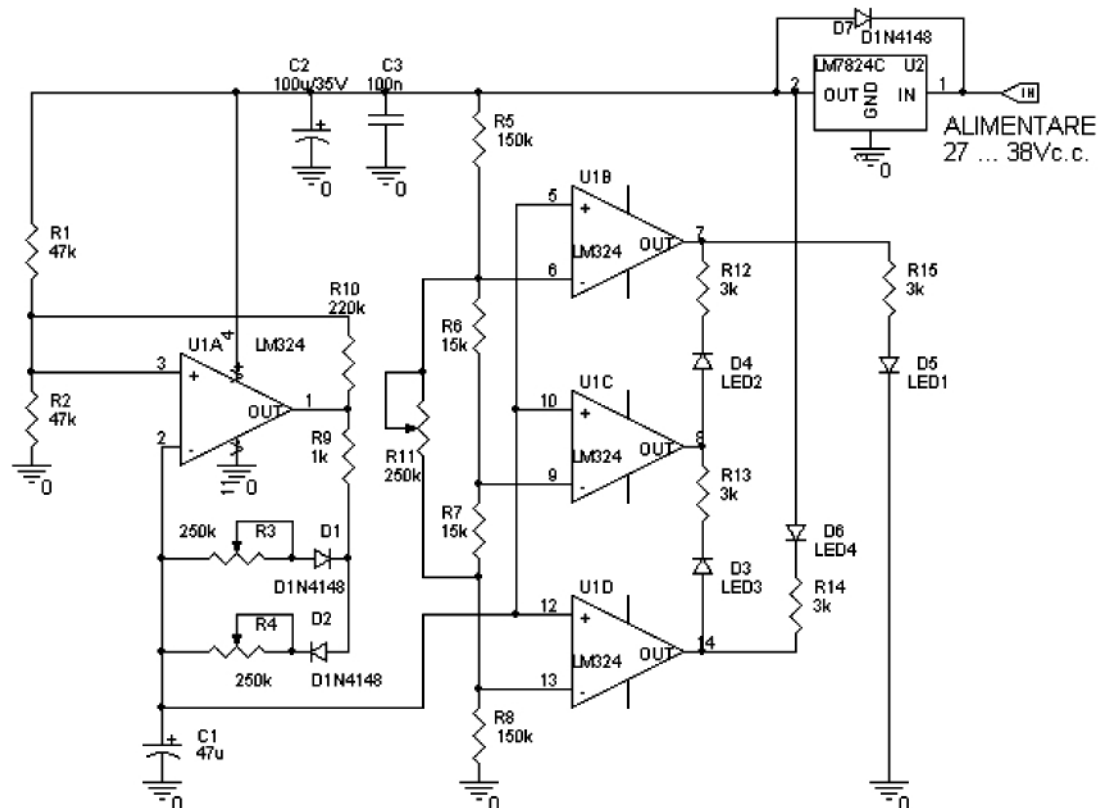 D7
D1N4148
LM7824C U2
2 OUT GND IN 1
IN
0
ALIMENTARE
27 ... 38Vc.c.
C2
100u/35V
0
C3
100n
0
R5
150k
R1
47k
R10
220k
U1A
4
LM324
3
+
OUT
1
2
-
11
0
R2
47k
0
R9
1k
250k
R3
D1
D1N4148
R4
D2
250k
D1N4148
C1
47u
0
R11
250k
R6
15k
R7
15k
R8
150k
0
U1B
5
+
LM324
OUT
7
6
-
R12
3k
D4
LED2
U1C
10
+
LM324
OUT
8
9
-
R13
3k
D3
LED3
U1D
12
+
LM324
OUT
14
13
-
R15
3k
D5
LED1
D6
LED4
R14
3k
0